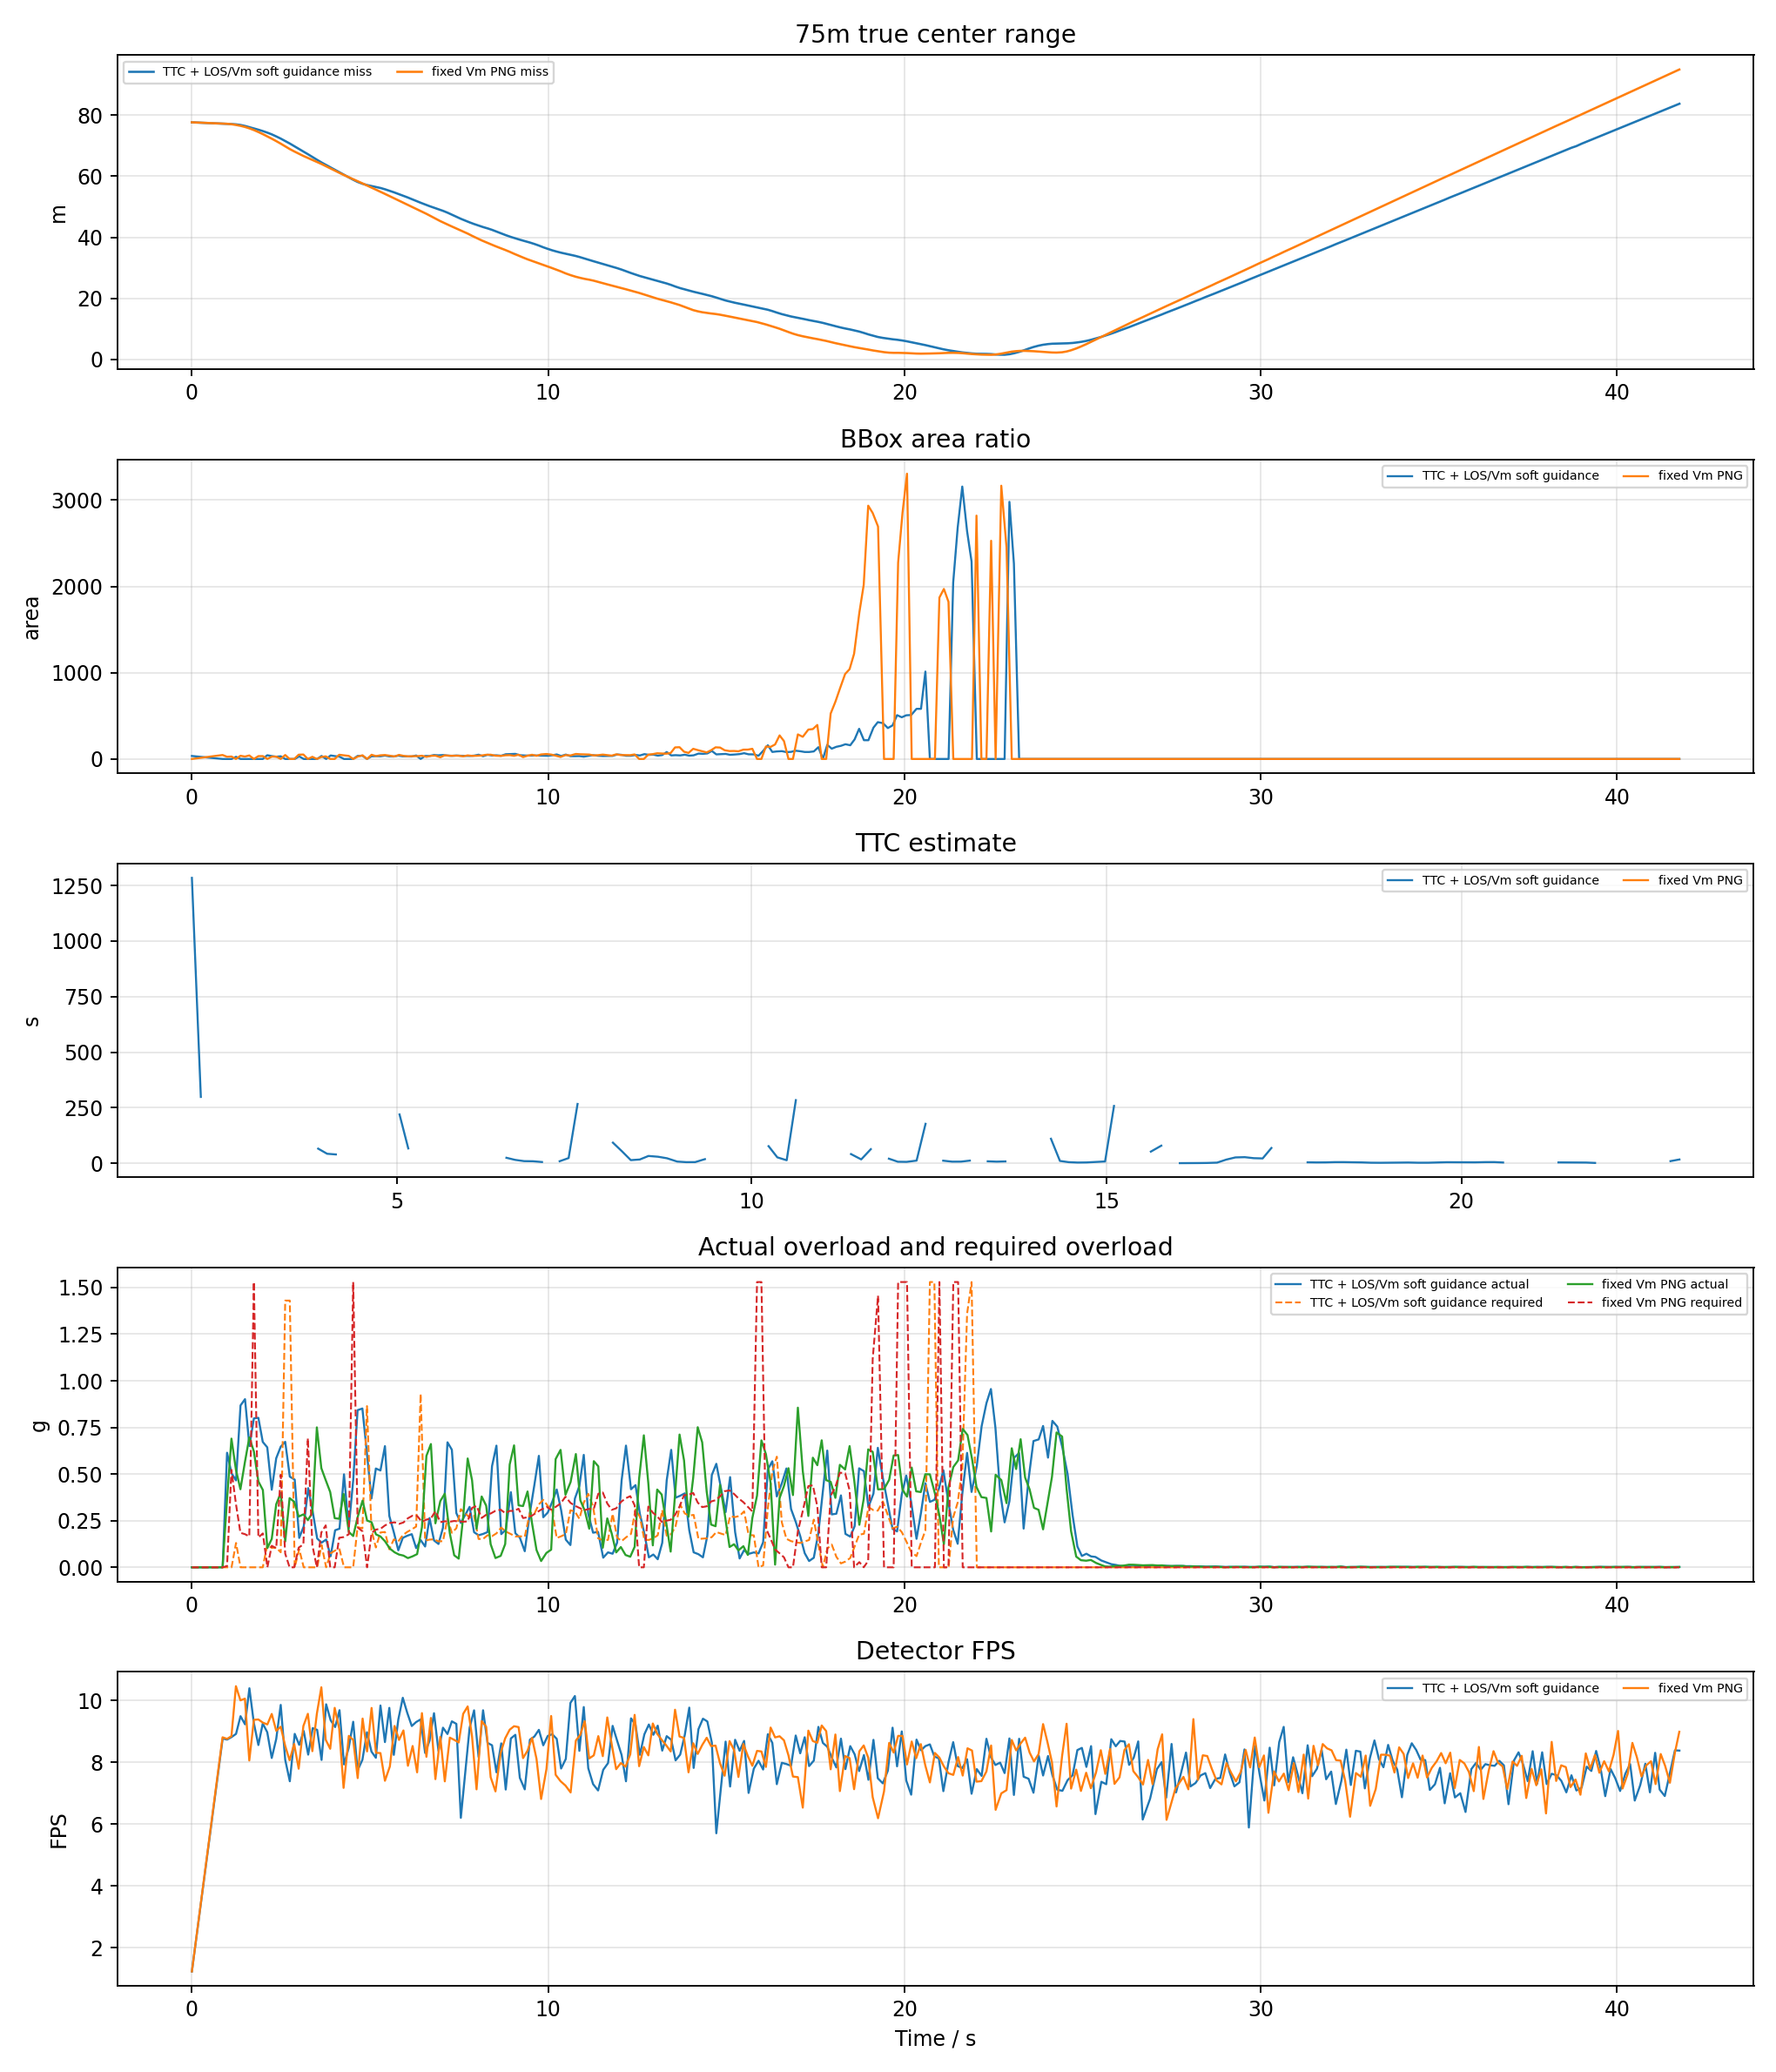 75m true center range
TTC + LOS/Vm soft guidance miss fixed Vm PNG miss
80
60
40
20
0
m
0 10 20 30 40
BBox area ratio
TTC + LOS/Vm soft guidance fixed Vm PNG
3000
2000
1000
0
area
0 10 20 30 40
TTC estimate
TTC + LOS/Vm soft guidance fixed Vm PNG
1250
1000
750
500
250
0
s
5 10 15 20
Actual overload and required overload
TTC + LOS/Vm soft guidance actual fixed Vm PNG actual
TTC + LOS/Vm soft guidance required fixed Vm PNG required
1.50
1.25
1.00
0.75
0.50
0.25
0.00
g
0 10 20 30 40
Detector FPS
TTC + LOS/Vm soft guidance fixed Vm PNG
10
8
6
4
2
FPS
0 10 20 30 40
Time / s